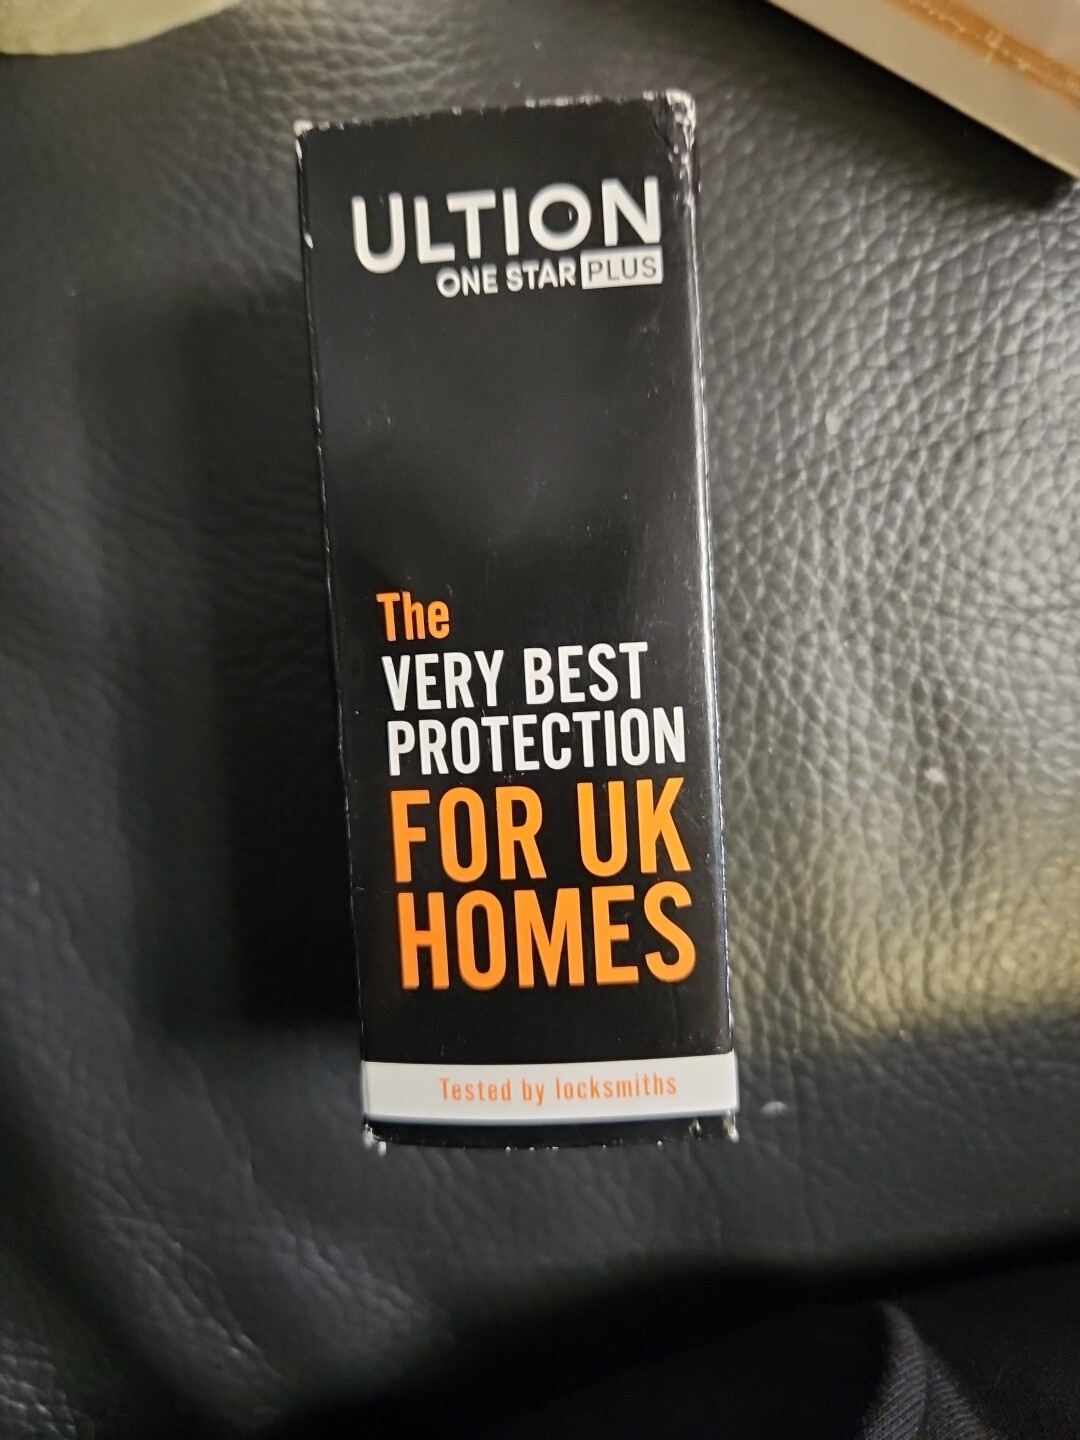 ULTION
ONE STAR PLUS
The
VERY BEST
PROTECTION
FOR UK
HOMES
Tested by locksmiths